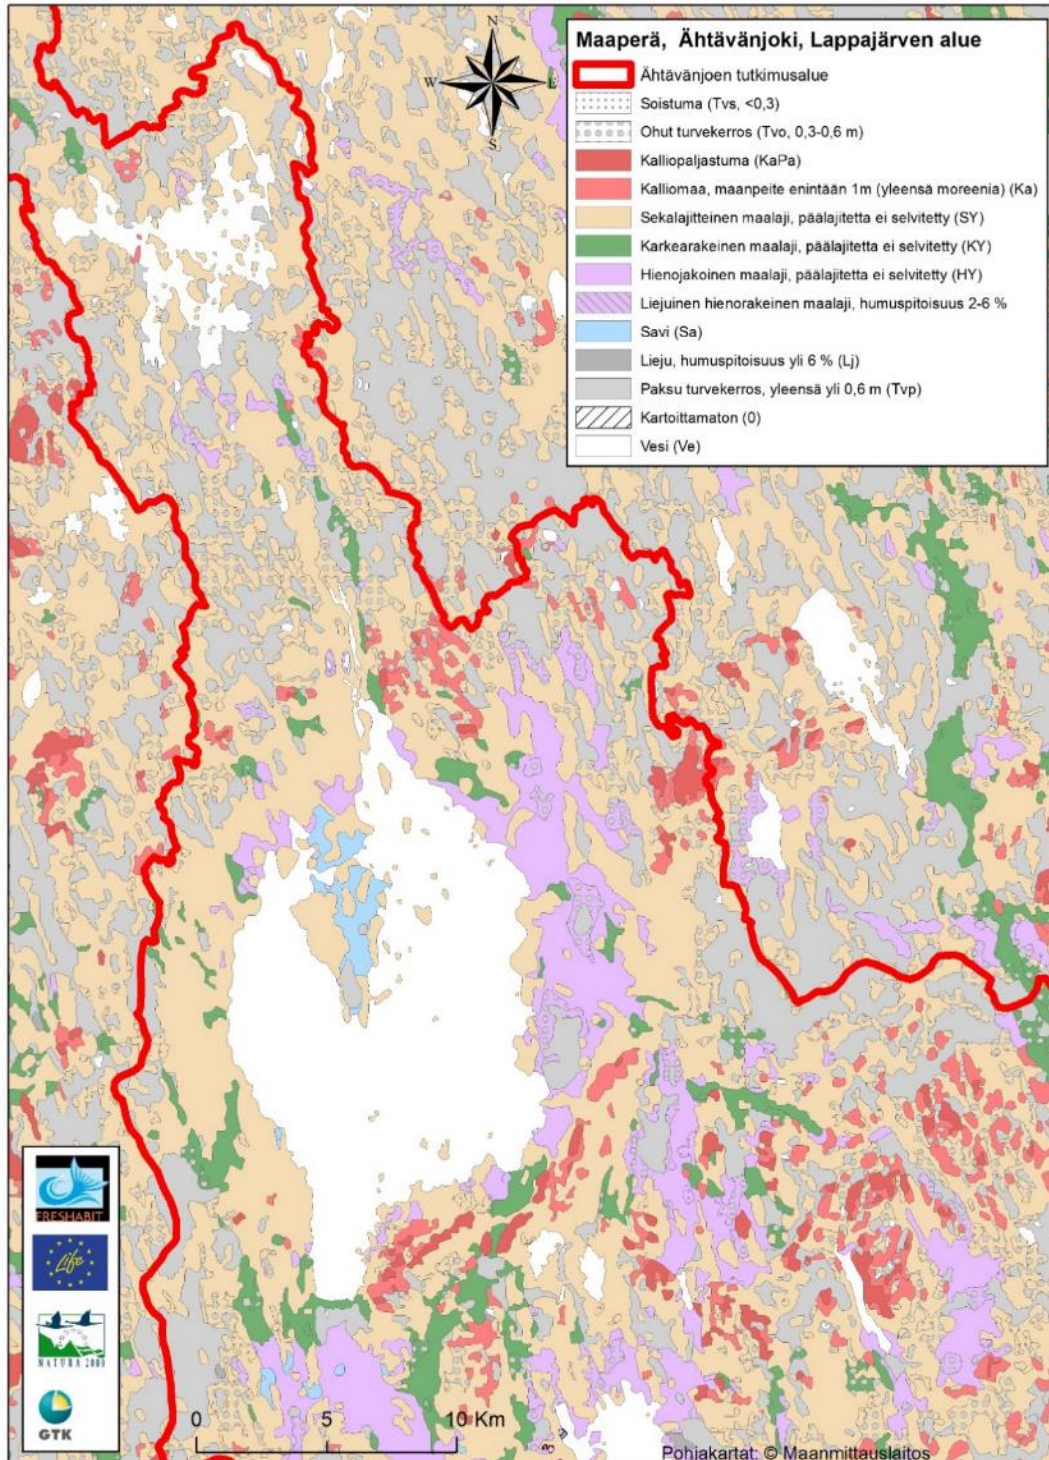 Maaperä, Ähtävänjoki, Lappajärven alue
Ähtävänjoen tutkimusalue
Soistuma (Tvs, <0,3)
Ohut turvekerros (Tvo, 0,3-0,6 m)
Kalliopaljastuma (KaPa)
Kalliomaa, maanpeite enintään 1m (yleensä moreenia) (Ka)
Sekalajitteinen maalaji, päälajitetta ei selvitetty (SY)
Karkearakeinen maalaji, päälajitetta ei selvitetty (KY)
Hienojakoinen maalaji, päälajitetta ei selvitetty (HY)
Liejuinen hienorakeinen maalaji, humuspitoisuus 2-6 %
Savi (Sa)
Lieju, humuspitoisuus yli 6 % (Lj)
Paksu turvekerros, yleensä yli 0,6 m (Tvp)
Kartoittamaton (0)
Vesi (Ve)
N
W E
S
FRESHABIT
Life
NATURA 2000
GTK
0 5 10 Km
Pohjakartat: © Maanmittauslaitos